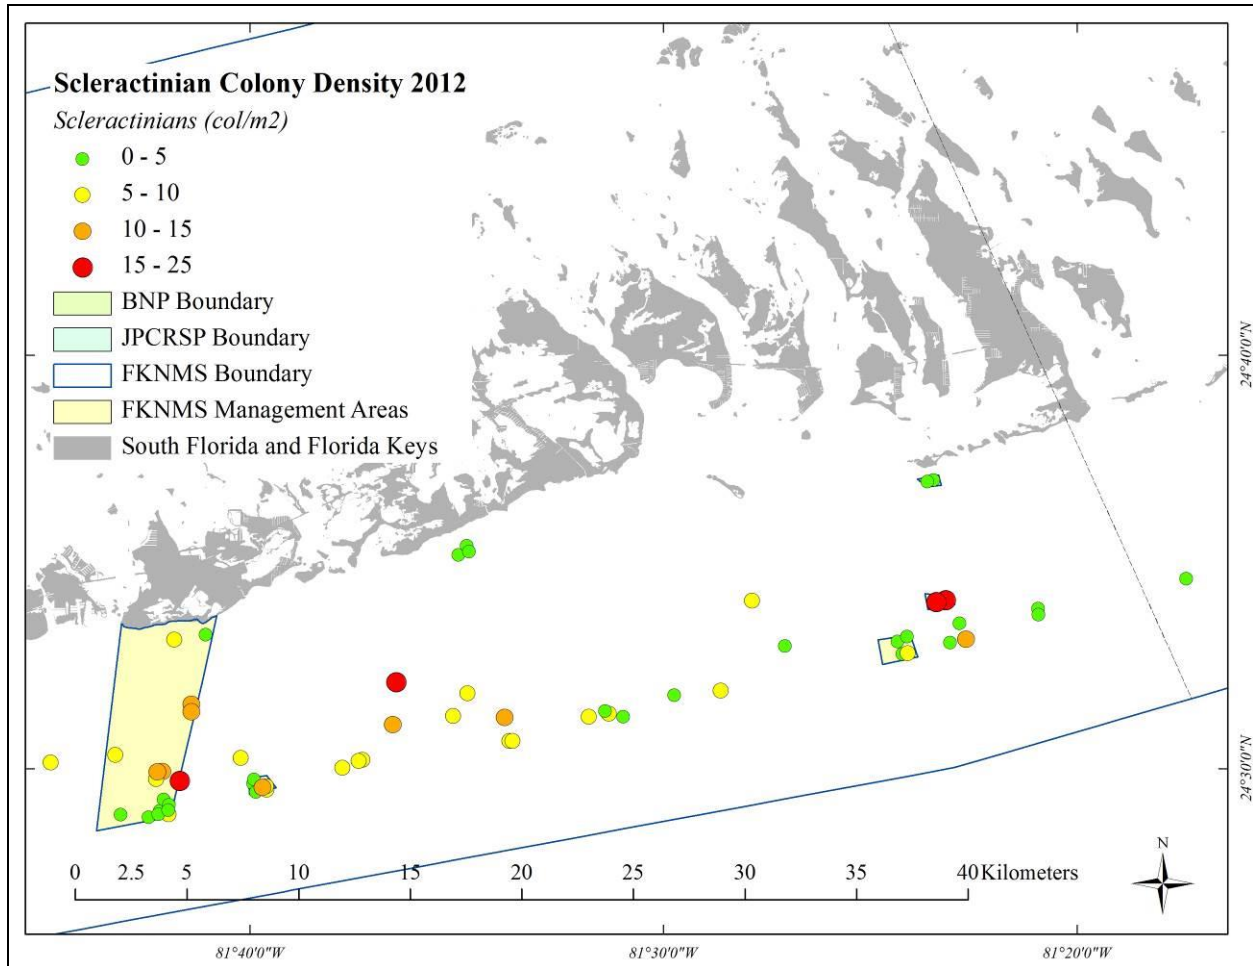 Scleractinian Colony Density 2012
Scleractinians (col/m2)
0 - 5
5 - 10
10 - 15
15 - 25
BNP Boundary
JPCRSP Boundary
FKNMS Boundary
FKNMS Management Areas
South Florida and Florida Keys
24°40'0"N
24°30'0"N
N
0 2.5 5 10 15 20 25 30 35 40 Kilometers
81°40'0"W 81°30'0"W 81°20'0"W